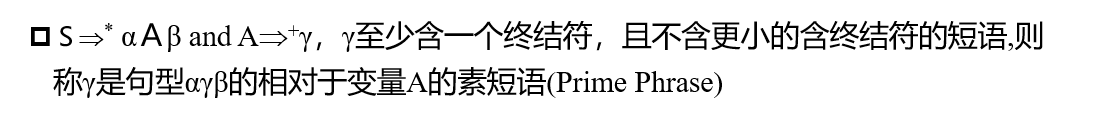 □ S ⇒* αAβ and A⇒+γ，γ至少含一个终结符，且不含更小的含终结符的短语,则
称γ是句型αγβ的相对于变量A的素短语(Prime Phrase)